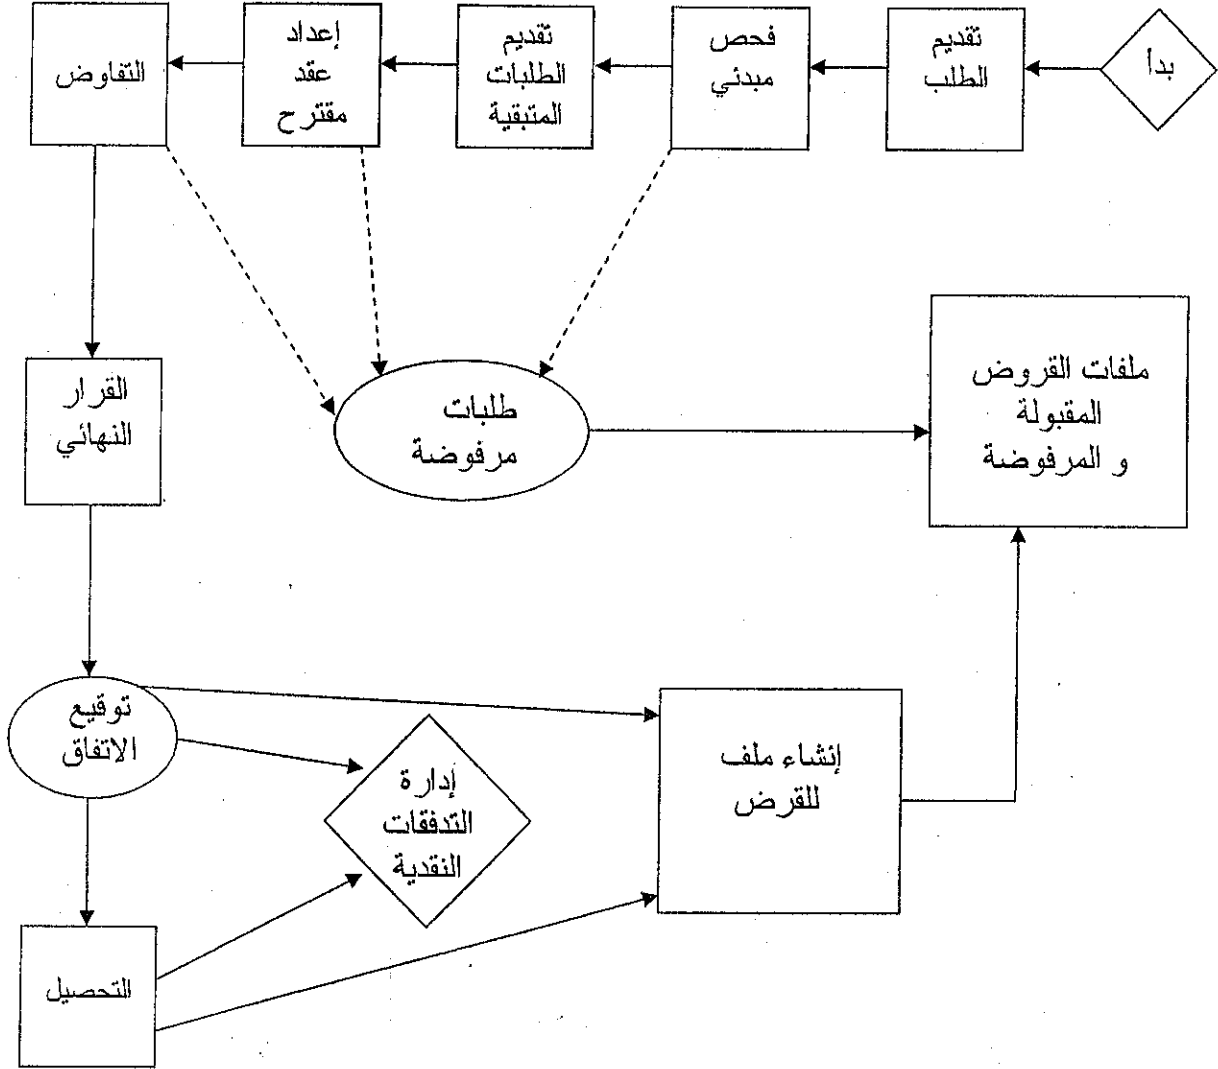 بدأ
تقديم
الطلب
فحص
مبدئي
تقديم
الطلبات
المتبقية
إعداد
عقد
مقترح
التفاوض
القرار
النهائي
طلبات
مرفوضة
ملفات القروض
المقبولة
و المرفوضة
توقيع
الاتفاق
إدارة
التدفقات
النقدية
إنشاء ملف
للقرض
التحصيل